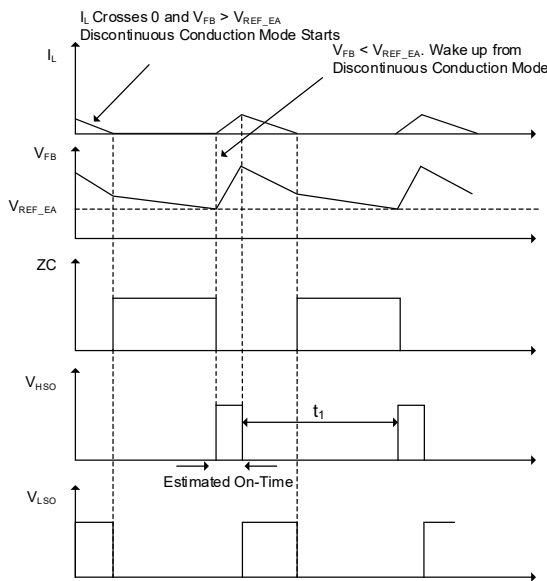 I_L Crosses 0 and V_FB > V_REF_EA
Discontinuous Conduction Mode Starts
V_FB < V_REF_EA. Wake up from
Discontinuous Conduction Mode
I_L
V_FB
V_REF_EA
ZC
V_HSO
t_1
Estimated On-Time
V_LSO